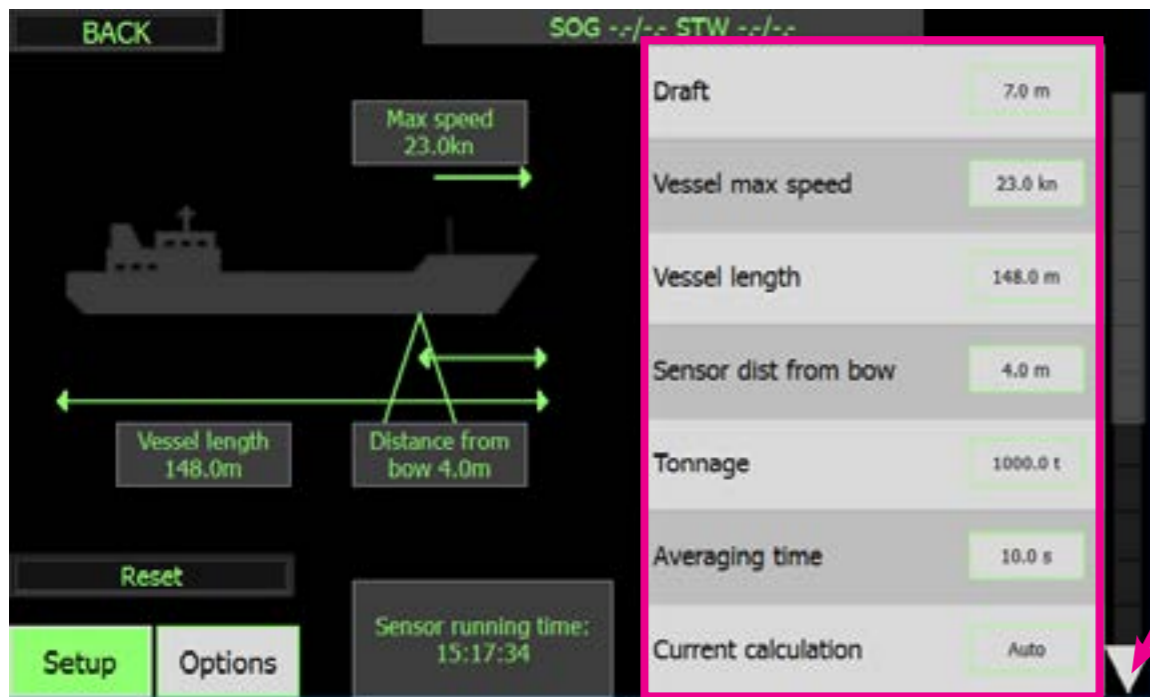 BACK
SOG -.-/-.- STW -.-/-.-
Max speed
23.0kn
Vessel length
148.0m
Distance from
bow 4.0m
Reset
Setup
Options
Sensor running time:
15:17:34
Draft 7.0 m
Vessel max speed 23.0 kn
Vessel length 148.0 m
Sensor dist from bow 4.0 m
Tonnage 1000.0 t
Averaging time 10.0 s
Current calculation Auto